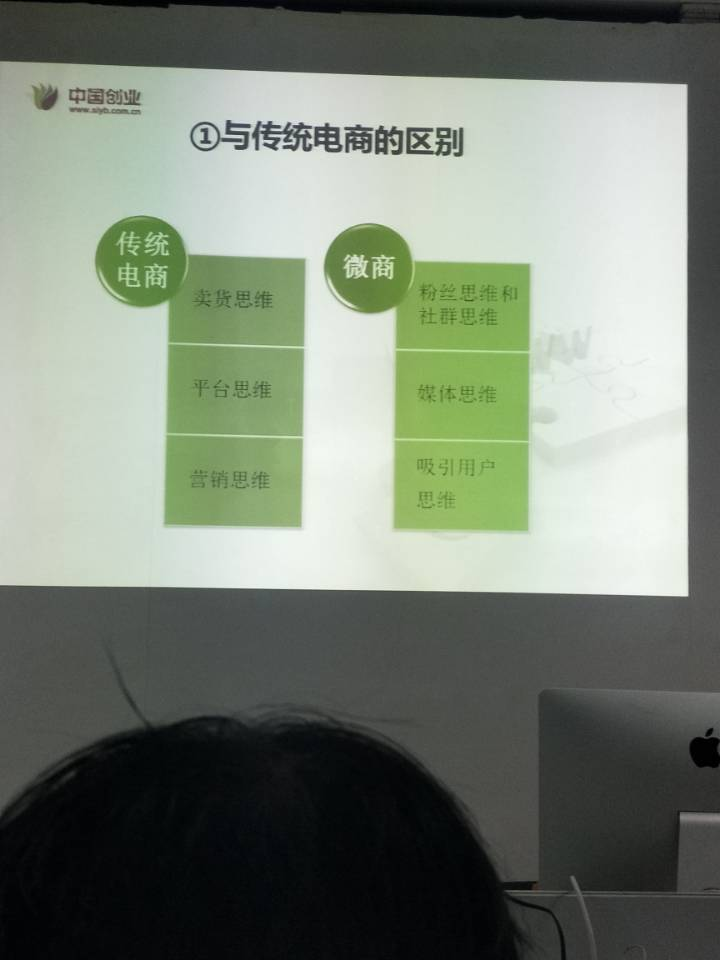 中国创业
www.siyb.com.cn
①与传统电商的区别
传统
电商
卖货思维
平台思维
营销思维
微商
粉丝思维和
社群思维
媒体思维
吸引用户
思维